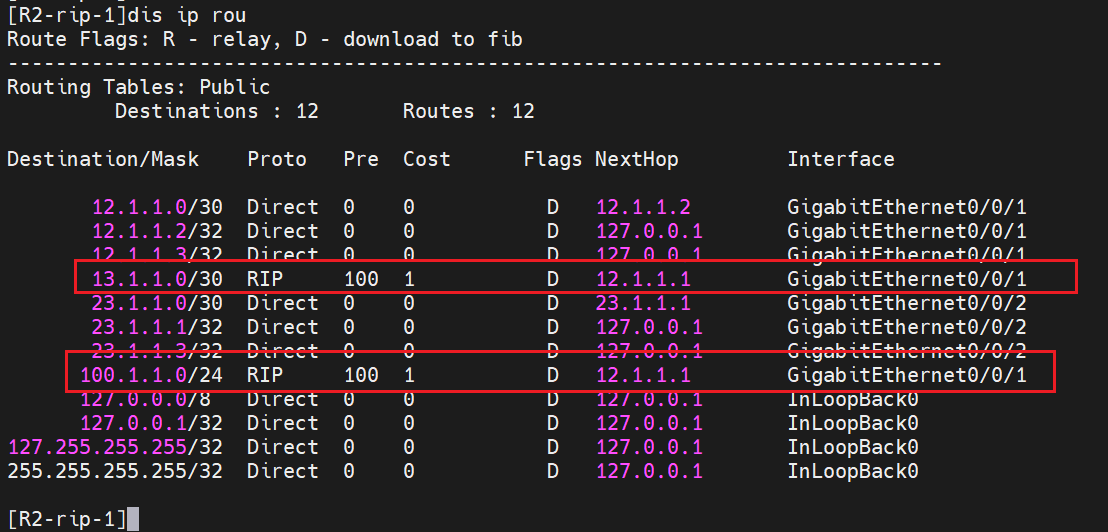 [R2-rip-1]dis ip rou
Route Flags: R - relay, D - download to fib
------------------------------------------------------------------------------
Routing Tables: Public
         Destinations : 12       Routes : 12

Destination/Mask    Proto   Pre  Cost      Flags NextHop         Interface

       12.1.1.0/30  Direct  0    0           D   12.1.1.2        GigabitEthernet0/0/1
       12.1.1.2/32  Direct  0    0           D   127.0.0.1       GigabitEthernet0/0/1
       12.1.1.3/32  Direct  0    0           D   127.0.0.1       GigabitEthernet0/0/1
       13.1.1.0/30  RIP     100  1           D   12.1.1.1        GigabitEthernet0/0/1
       23.1.1.0/30  Direct  0    0           D   23.1.1.1        GigabitEthernet0/0/2
       23.1.1.1/32  Direct  0    0           D   127.0.0.1       GigabitEthernet0/0/2
       23.1.1.3/32  Direct  0    0           D   127.0.0.1       GigabitEthernet0/0/2
      100.1.1.0/24  RIP     100  1           D   12.1.1.1        GigabitEthernet0/0/1
      127.0.0.0/8   Direct  0    0           D   127.0.0.1       InLoopBack0
      127.0.0.1/32  Direct  0    0           D   127.0.0.1       InLoopBack0
127.255.255.255/32  Direct  0    0           D   127.0.0.1       InLoopBack0
255.255.255.255/32  Direct  0    0           D   127.0.0.1       InLoopBack0

[R2-rip-1]